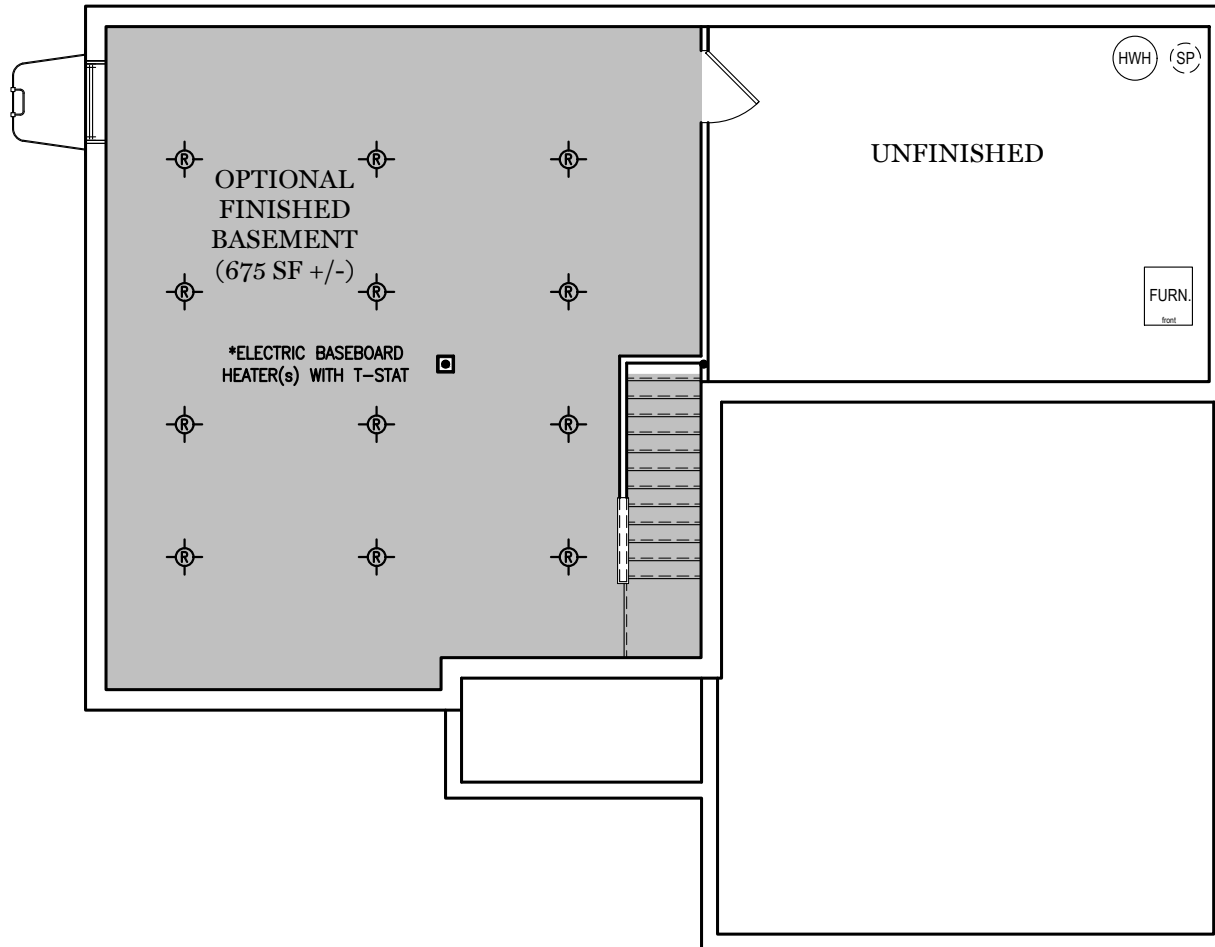 HWH
SP
UNFINISHED
R
R
R
OPTIONAL
FINISHED
BASEMENT
(675 SF +/-)
R
R
R
FURN.
front
*ELECTRIC BASEBOARD
HEATER(s) WITH T-STAT
R
R
R
R
R
R